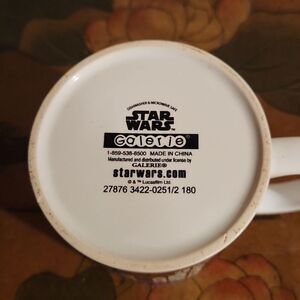 DISHWASHER & MICROWAVE SAFE
STAR
WARS
Galerie
1-859-538-8500 MADE IN CHINA
Manufactured and distributed under license by
GALERIE®
starwars.com
® & ™ Lucasfilm Ltd.
27876 3422-0251/2 180